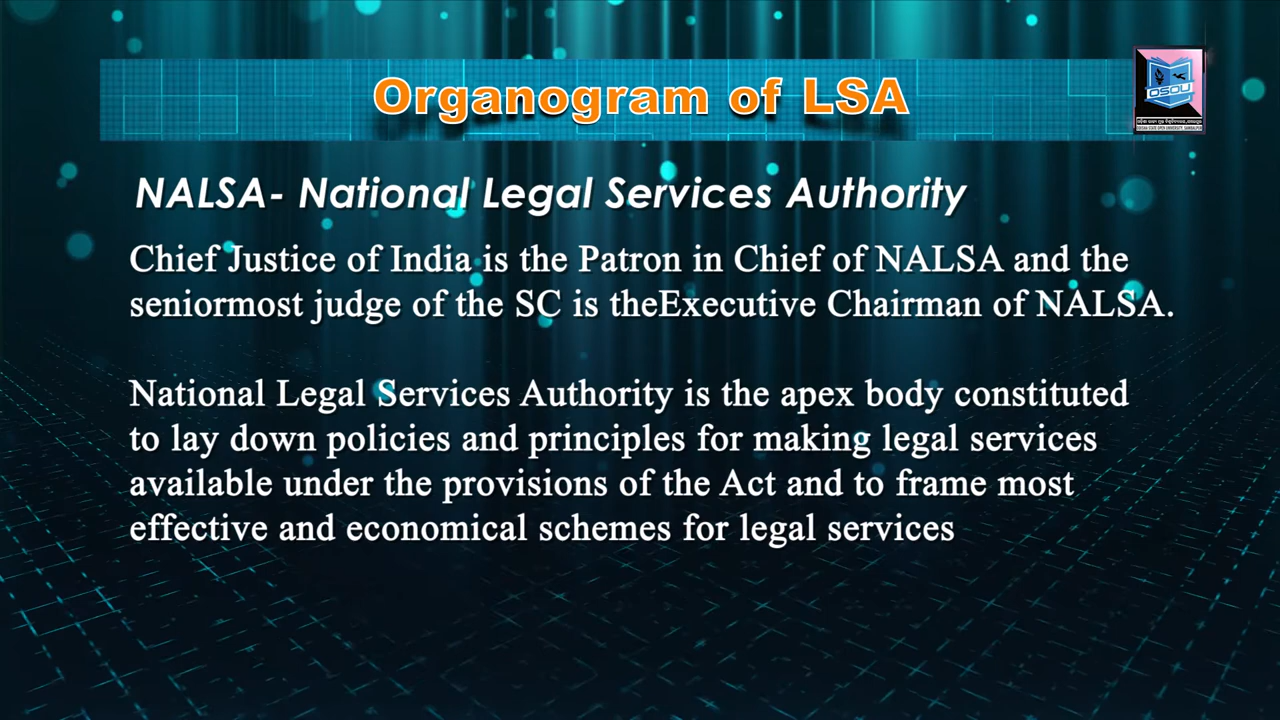 Organogram of LSA
OSOU
NALSA- National Legal Services Authority
Chief Justice of India is the Patron in Chief of NALSA and the
seniormost judge of the SC is theExecutive Chairman of NALSA.
National Legal Services Authority is the apex body constituted
to lay down policies and principles for making legal services
available under the provisions of the Act and to frame most
effective and economical schemes for legal services